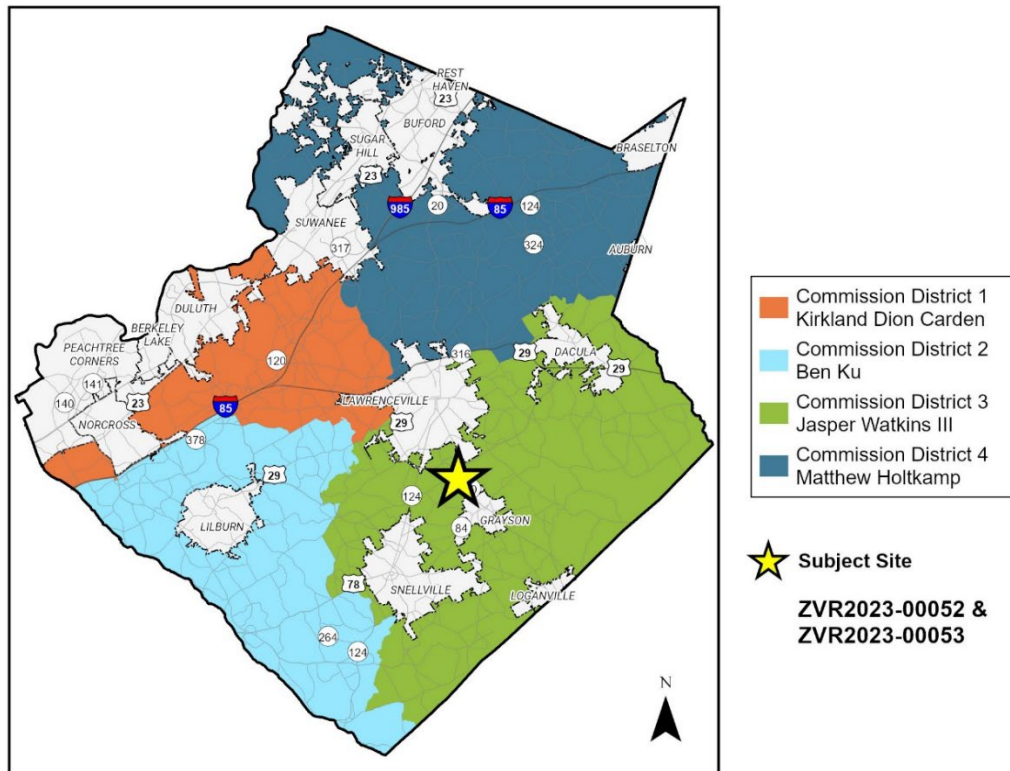 REST
HAVEN
23
BUFORD
SUGAR
HILL
23
BRASELTON
985
20
85
124
SUWANEE
317
324
AUBURN
DULUTH
BERKELEY
LAKE
PEACHTREE
CORNERS
120
316
29
DACULA
29
141
140
23
85
LAWRENCEVILLE
29
NORCROSS
378
29
LILBURN
124
GRAYSON
84
78
SNELLVILLE
LOGANVILLE
264
124
N
Commission District 1
Kirkland Dion Carden
Commission District 2
Ben Ku
Commission District 3
Jasper Watkins III
Commission District 4
Matthew Holtkamp
Subject Site
ZVR2023-00052 &
ZVR2023-00053